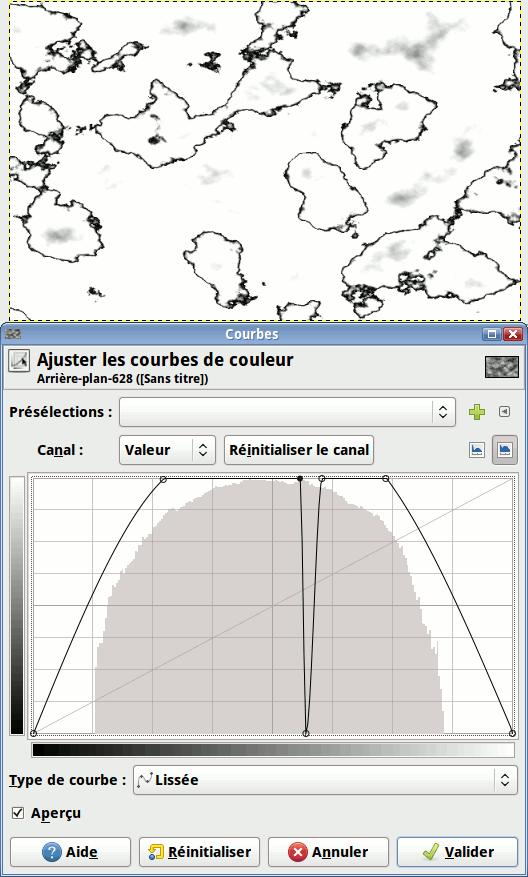 Courbes
Ajuster les courbes de couleur
Arrière-plan-628 ([Sans titre])
Présélections :
Canal : Valeur Réinitialiser le canal
Type de courbe : Lissée
Aperçu
Aide Réinitialiser Annuler Valider